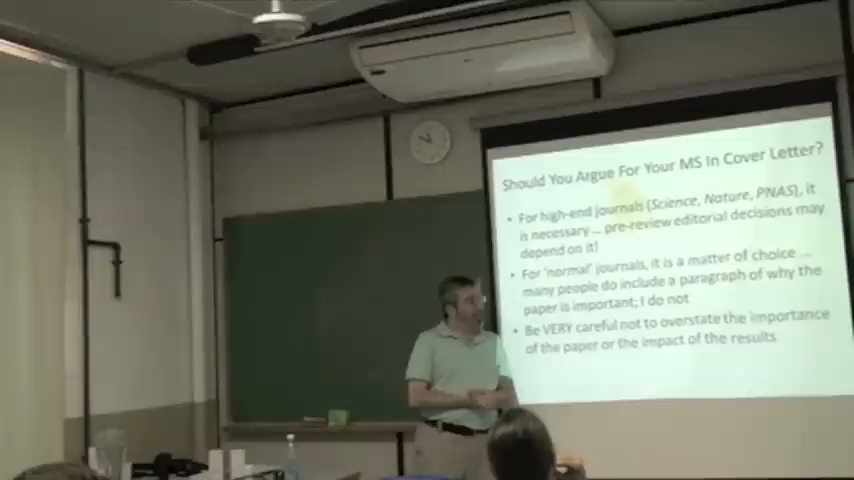 Should You Argue For Your MS In Cover Letter?
• For high-end journals (Science, Nature, PNAS), it
is necessary ... pre-review editorial decisions may
depend on it!
• For 'normal' journals, it is a matter of choice ...
many people do include a paragraph of why the
paper is important; I do not
• Be VERY careful not to overstate the importance
of the paper or the impact of the results